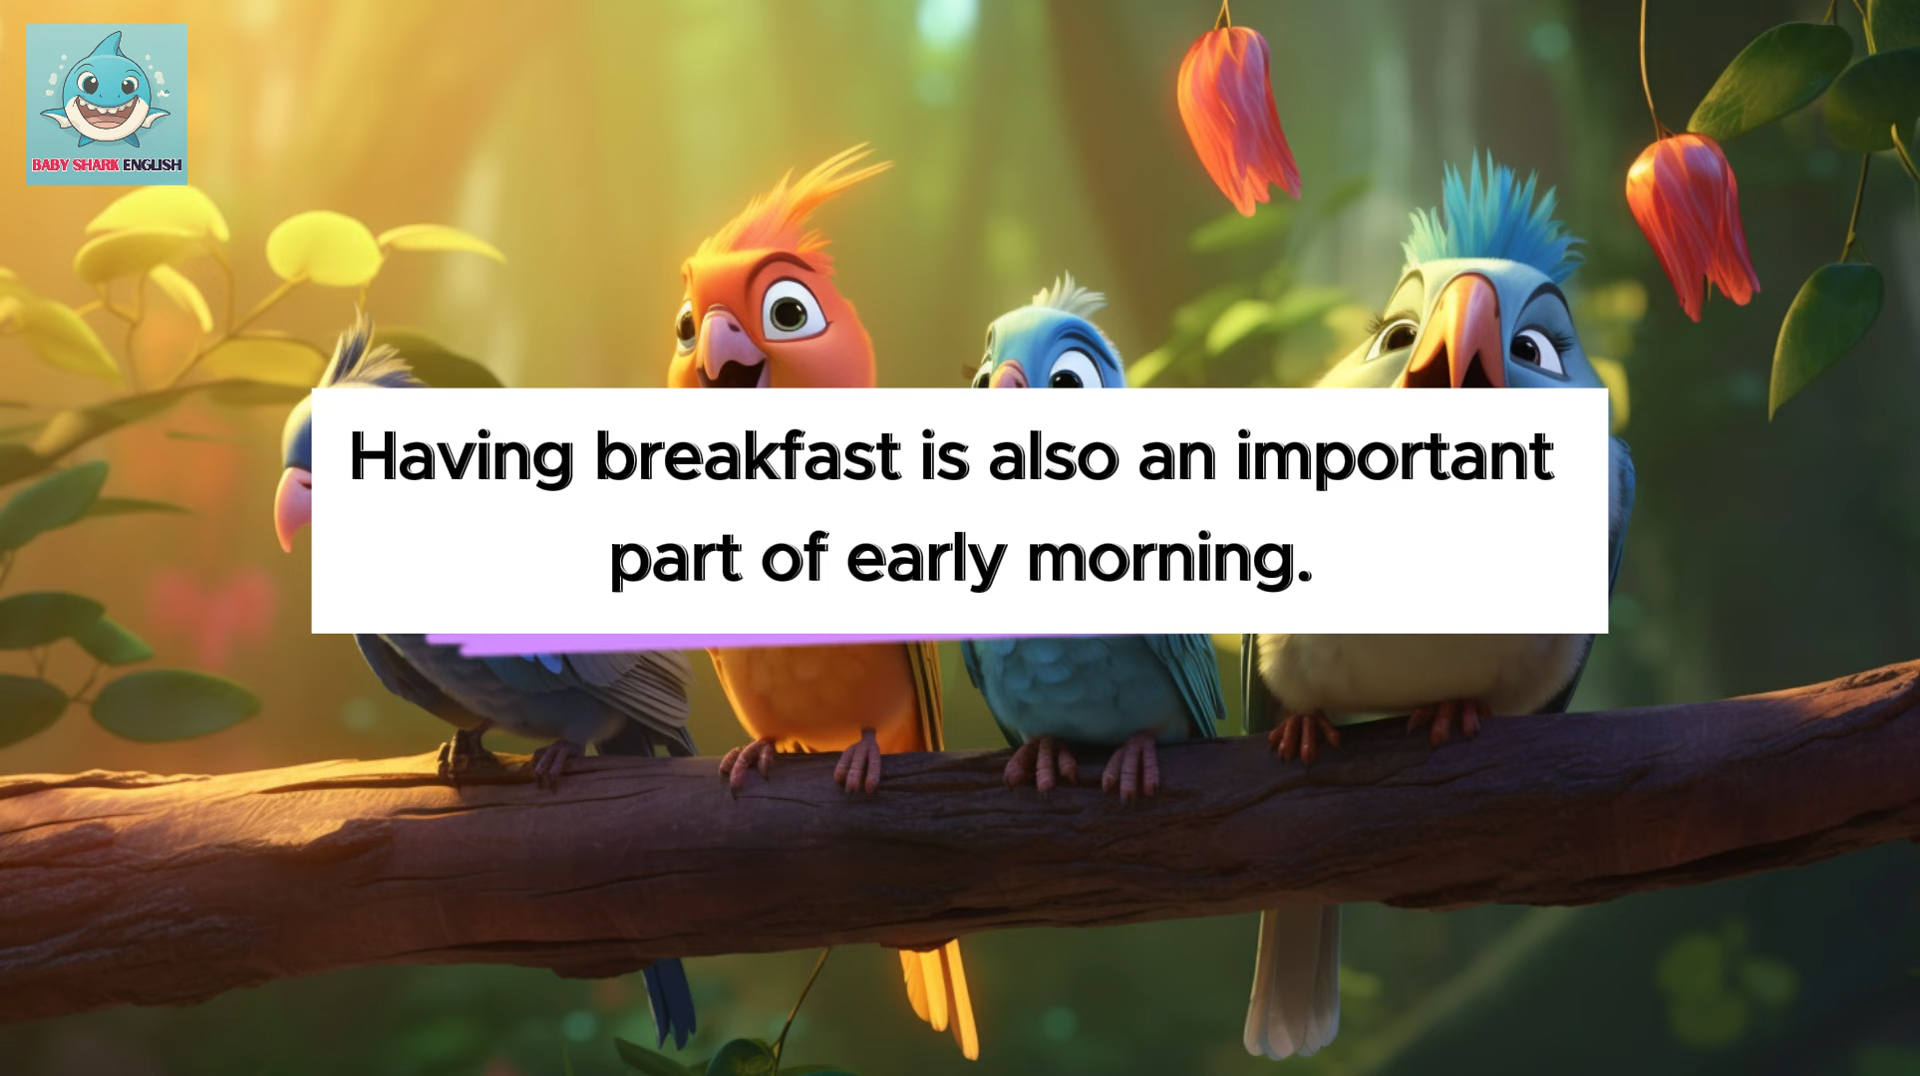 BABY SHARK ENGLISH
Having breakfast is also an important
part of early morning.